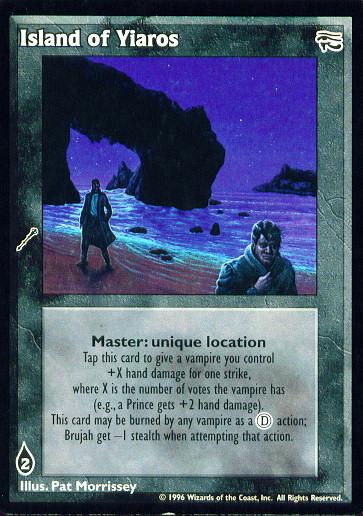 Island of Yiaros
Master: unique location
Tap this card to give a vampire you control
+X hand damage for one strike,
where X is the number of votes the vampire has
(e.g., a Prince gets +2 hand damage).
This card may be burned by any vampire as a D action;
Brujah get –1 stealth when attempting that action.
2
Illus. Pat Morrissey
© 1996 Wizards of the Coast, Inc. All Rights Reserved.